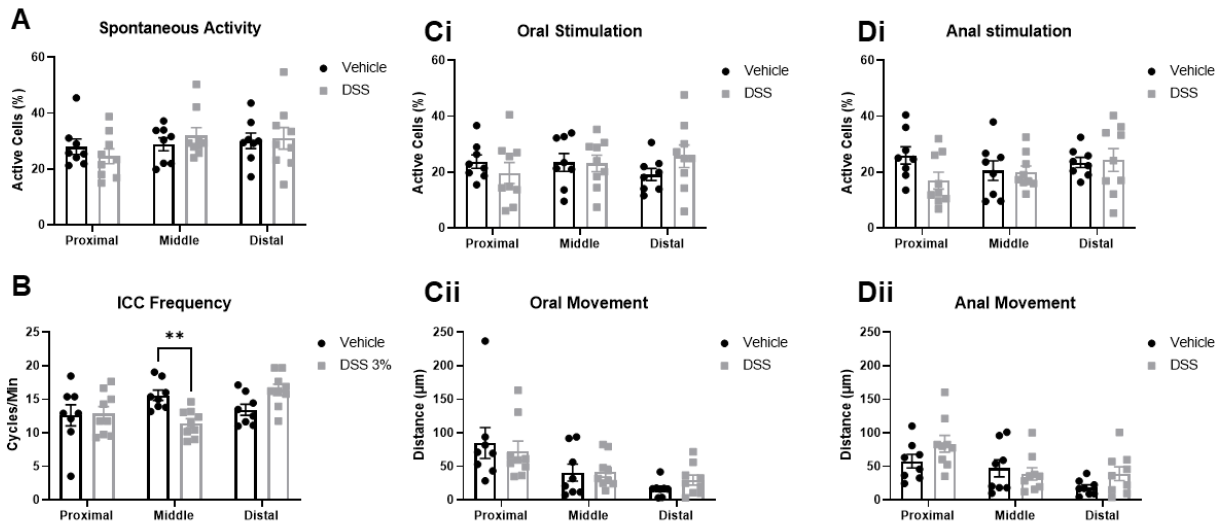 A
Spontaneous Activity
Active Cells (%)
60
40
20
0
Proximal
Middle
Distal
Vehicle
DSS
Ci
Oral Stimulation
Active Cells (%)
60
40
20
0
Proximal
Middle
Distal
Vehicle
DSS
Di
Anal stimulation
Active Cells (%)
60
40
20
0
Proximal
Middle
Distal
Vehicle
DSS
B
ICC Frequency
Cycles/Min
25
20
15
10
5
0
**
Proximal
Middle
Distal
Vehicle
DSS 3%
Cii
Oral Movement
Distance (µm)
250
200
150
100
50
0
Proximal
Middle
Distal
Vehicle
DSS
Dii
Anal Movement
Distance (µm)
250
200
150
100
50
0
Proximal
Middle
Distal
Vehicle
DSS